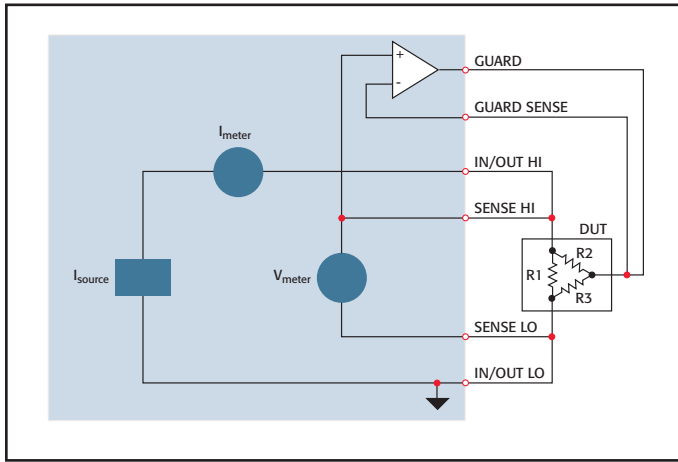 +
GUARD
-
GUARD SENSE
Imeter
IN/OUT HI
SENSE HI
DUT
R2
R1
Isource
Vmeter
R3
SENSE LO
IN/OUT LO